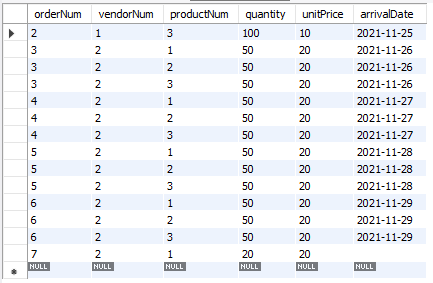 orderNum vendorNum productNum quantity unitPrice arrivalDate
2 1 3 100 10 2021-11-25
3 2 1 50 20 2021-11-26
3 2 2 50 20 2021-11-26
3 2 3 50 20 2021-11-26
4 2 1 50 20 2021-11-27
4 2 2 50 20 2021-11-27
4 2 3 50 20 2021-11-27
5 2 1 50 20 2021-11-28
5 2 2 50 20 2021-11-28
5 2 3 50 20 2021-11-28
6 2 1 50 20 2021-11-29
6 2 2 50 20 2021-11-29
6 2 3 50 20 2021-11-29
7 2 1 20 20
NULL NULL NULL NULL NULL NULL